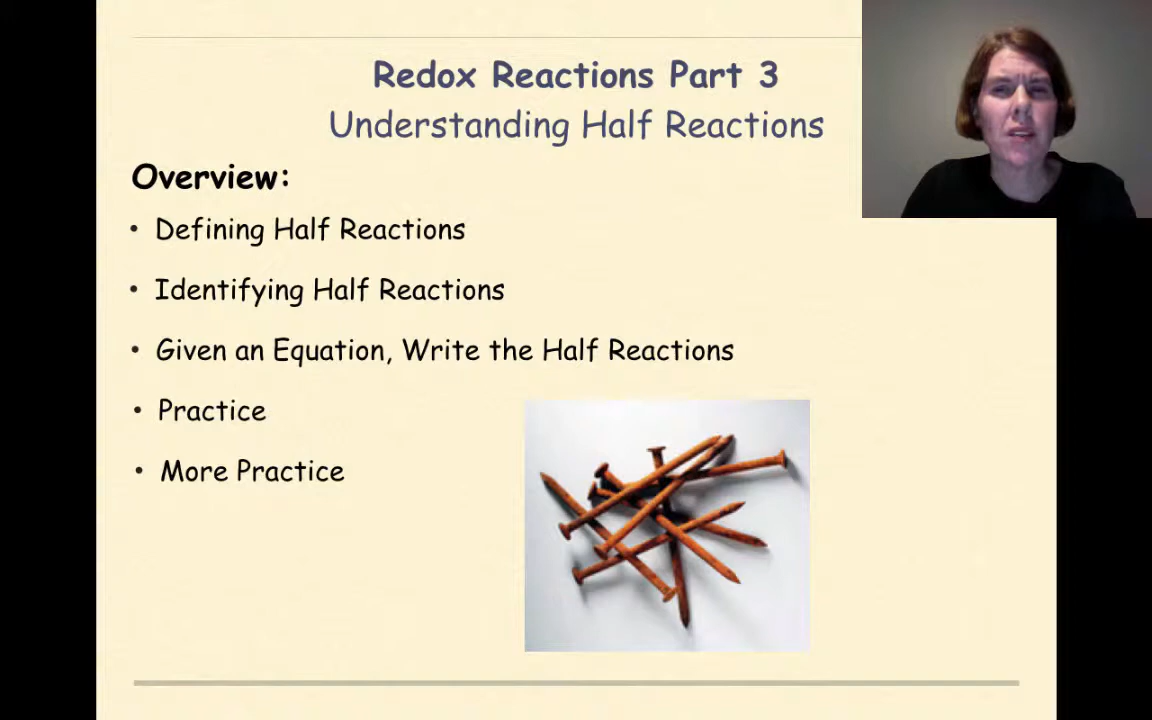 Redox Reactions Part 3
Understanding Half Reactions
Overview:
• Defining Half Reactions
• Identifying Half Reactions
• Given an Equation, Write the Half Reactions
• Practice
• More Practice